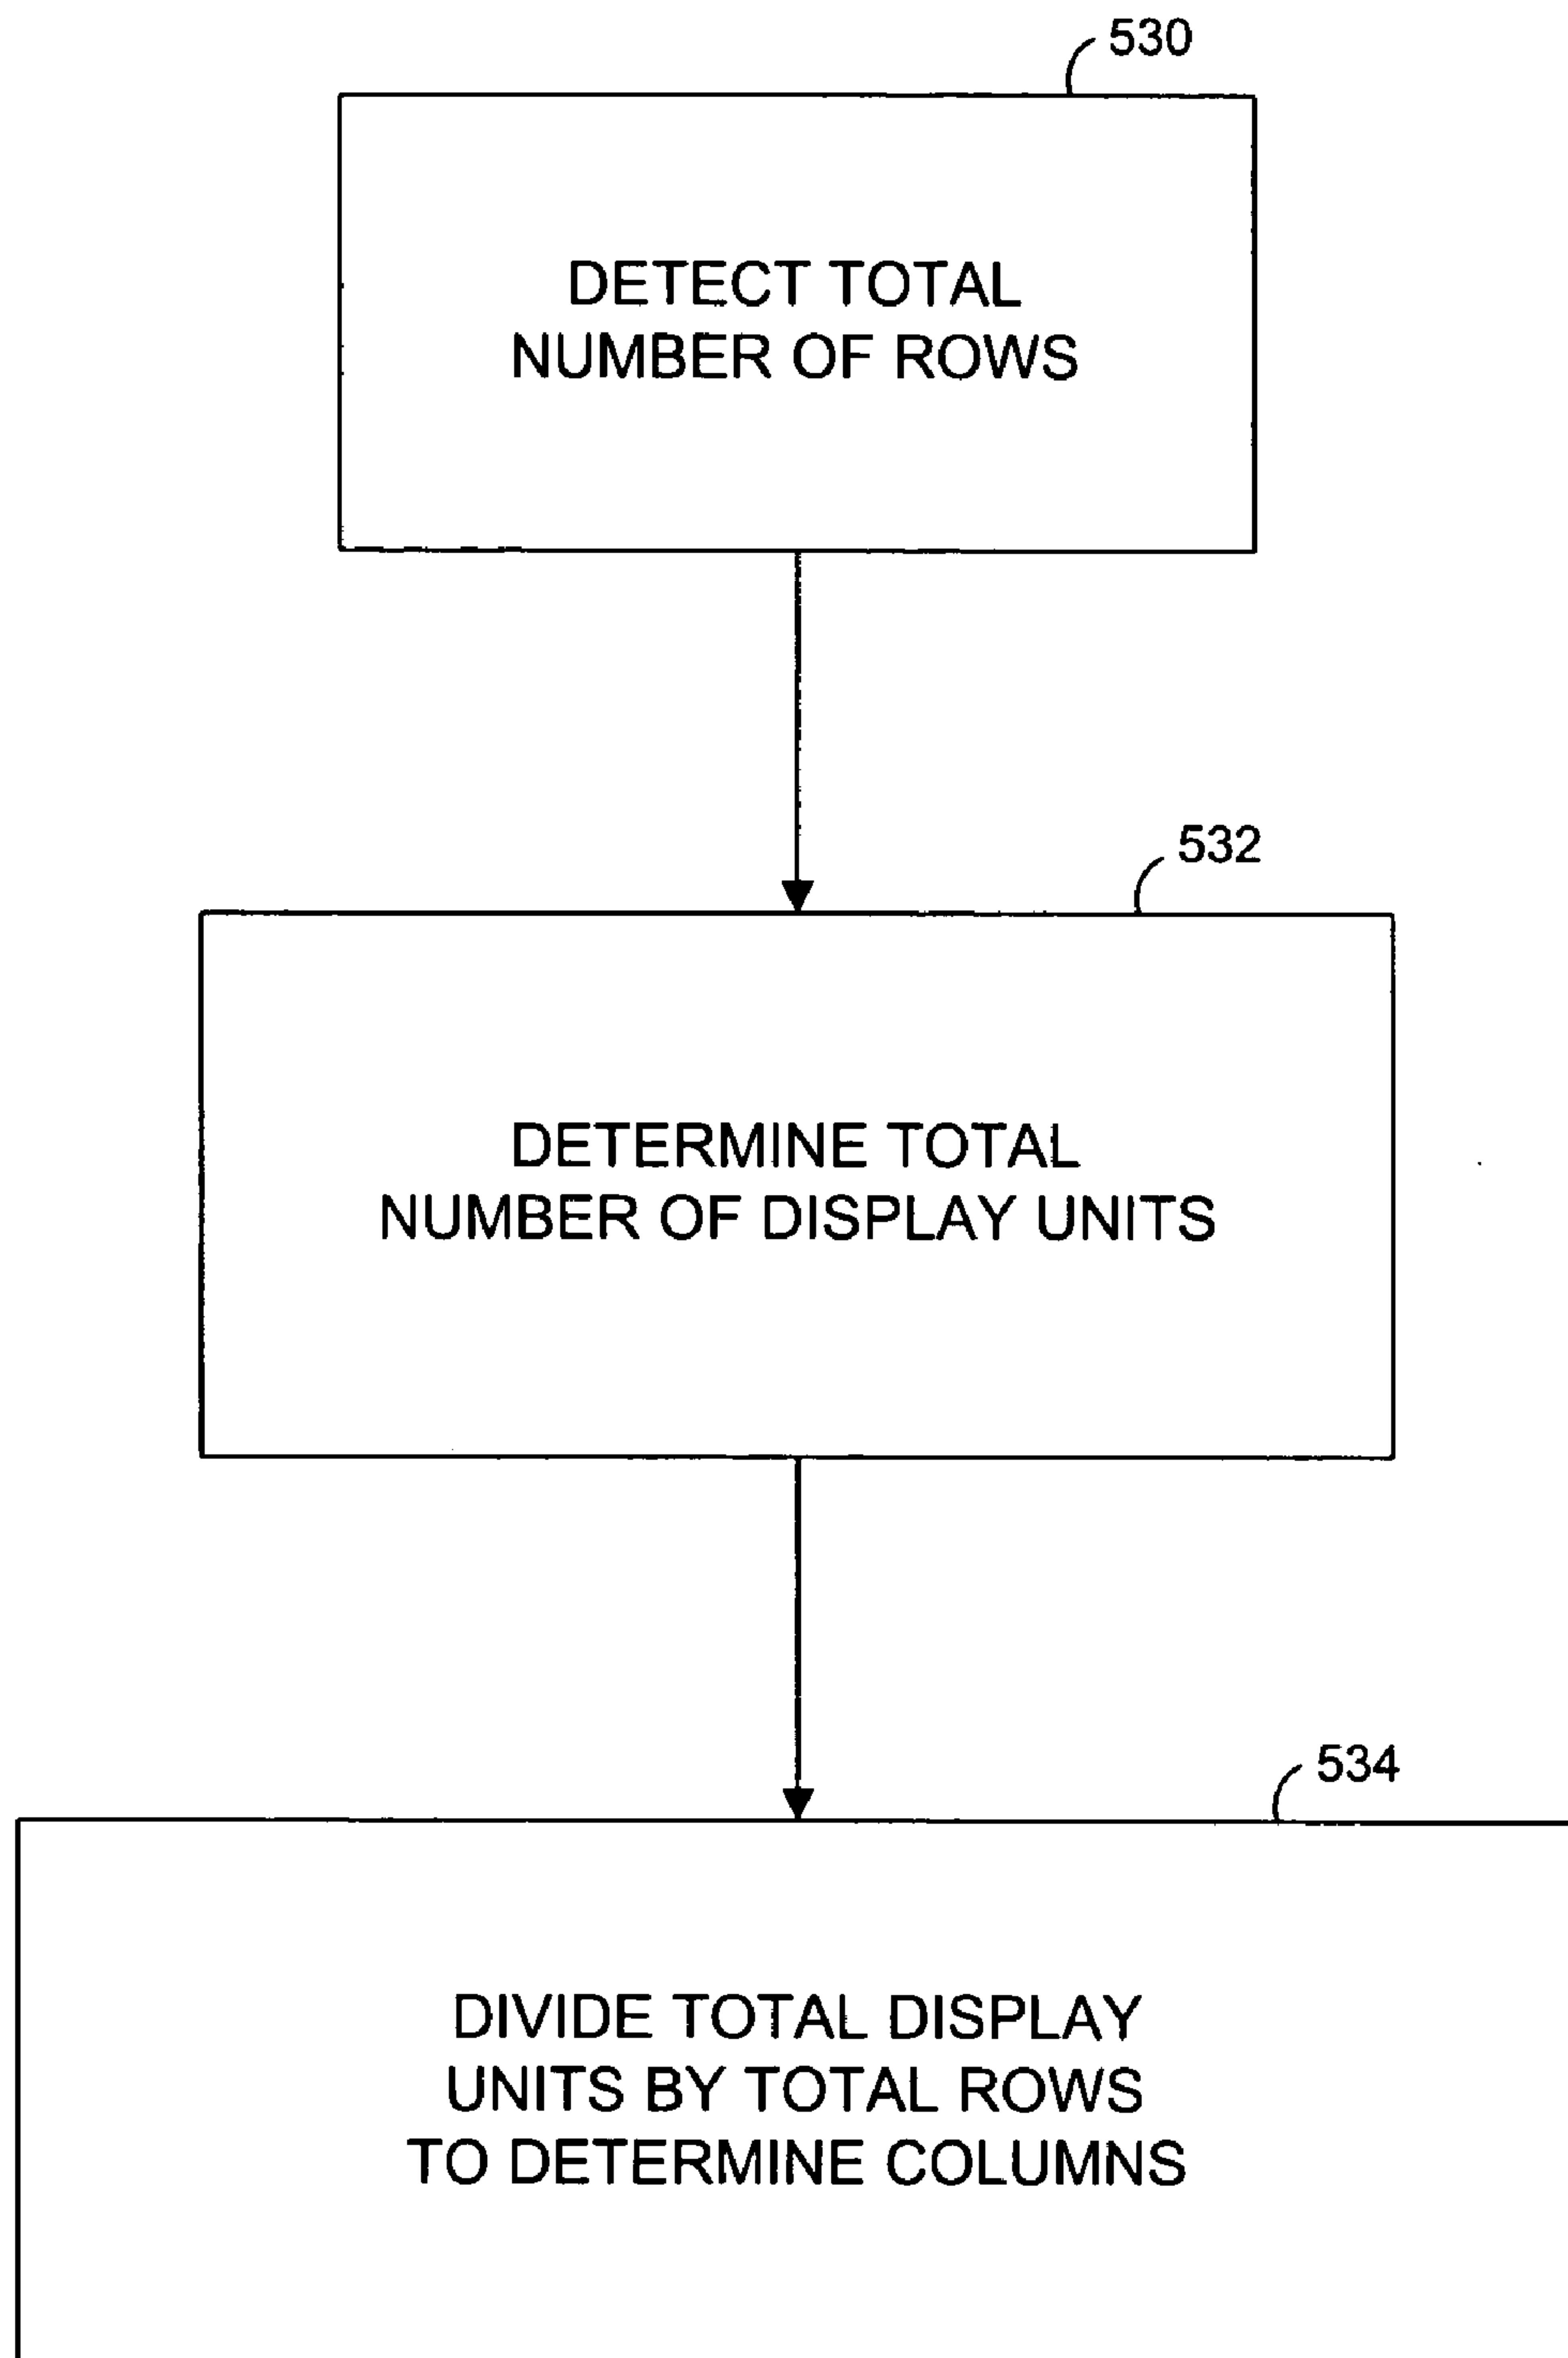 530
DETECT TOTAL
NUMBER OF ROWS
532
DETERMINE TOTAL
NUMBER OF DISPLAY UNITS
534
DIVIDE TOTAL DISPLAY
UNITS BY TOTAL ROWS
TO DETERMINE COLUMNS